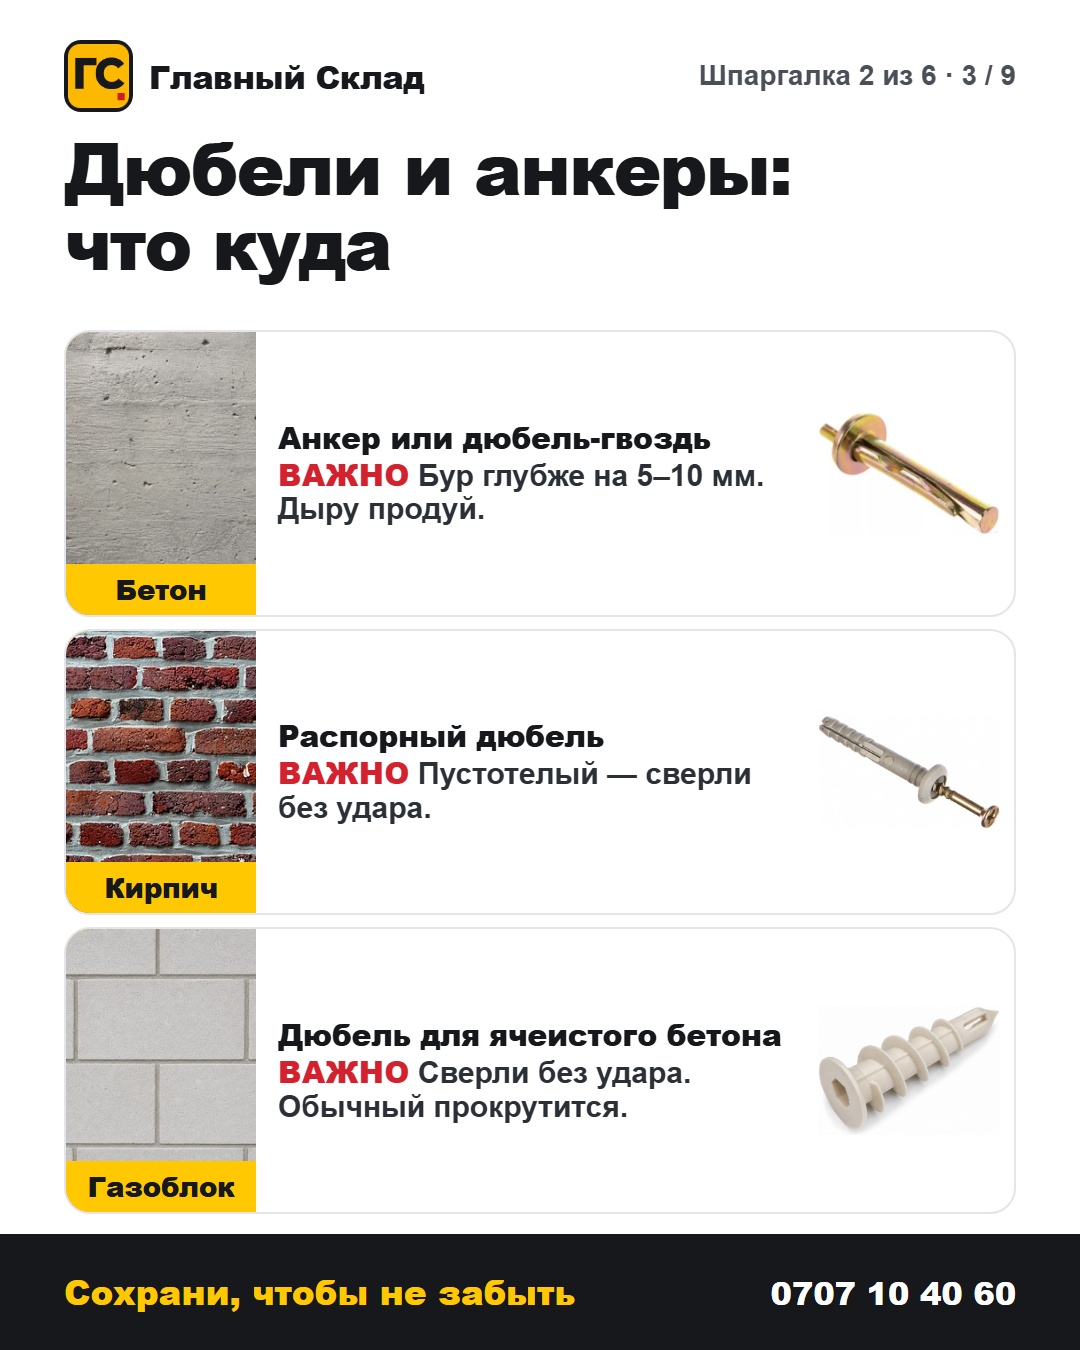 ГС
Главный Склад
Шпаргалка 2 из 6 · 3 / 9
Дюбели и анкеры:
что куда
Анкер или дюбель-гвоздь
ВАЖНО Бур глубже на 5–10 мм.
Дыру продуй.
Бетон
Распорный дюбель
ВАЖНО Пустотелый — сверли
без удара.
Кирпич
Дюбель для ячеистого бетона
ВАЖНО Сверли без удара.
Обычный прокрутится.
Газоблок
Сохрани, чтобы не забыть
0707 10 40 60